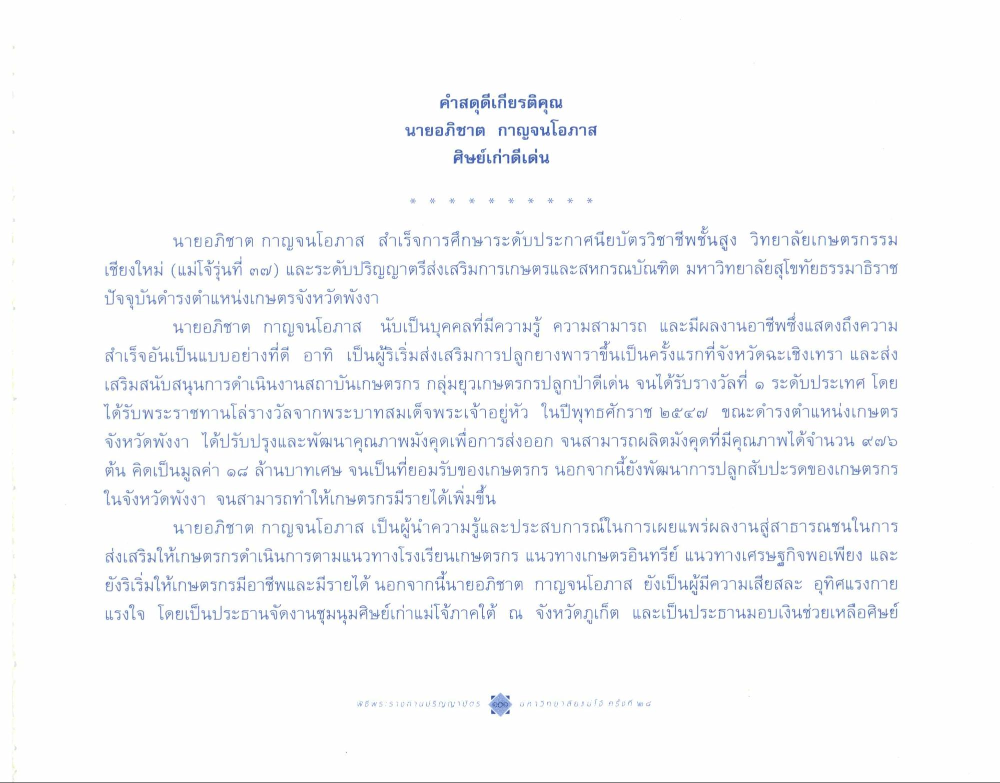 คำสดุดีเกียรติคุณ
นายอภิชาต กาญจนโอภาส
ศิษย์เก่าดีเด่น
* * * * * * * * * *
นายอภิชาต กาญจนโอภาส สำเร็จการศึกษาระดับประกาศนียบัตรวิชาชีพชั้นสูง วิทยาลัยเกษตรกรรม
เชียงใหม่ (แม่โจ้รุ่นที่ ๓๗) และระดับปริญญาตรีส่งเสริมการเกษตรและสหกรณบัณฑิต มหาวิทยาลัยสุโขทัยธรรมาธิราช
ปัจจุบันดำรงตำแหน่งเกษตรจังหวัดพังงา
นายอภิชาต กาญจนโอภาส นับเป็นบุคคลที่มีความรู้ ความสามารถ และมีผลงานอาชีพซึ่งแสดงถึงความ
สำเร็จอันเป็นแบบอย่างที่ดี อาทิ เป็นผู้ริเริ่มส่งเสริมการปลูกยางพาราขึ้นเป็นครั้งแรกที่จังหวัดฉะเชิงเทรา และส่ง
เสริมสนับสนุนการดำเนินงานสถาบันเกษตรกร กลุ่มยุวเกษตรกรปลูกป่าดีเด่น จนได้รับรางวัลที่ ๑ ระดับประเทศ โดย
ได้รับพระราชทานโล่รางวัลจากพระบาทสมเด็จพระเจ้าอยู่หัว ในปีพุทธศักราช ๒๕๔๗ ขณะดำรงตำแหน่งเกษตร
จังหวัดพังงา ได้ปรับปรุงและพัฒนาคุณภาพมังคุดเพื่อการส่งออก จนสามารถผลิตมังคุดที่มีคุณภาพได้จำนวน ๙๗๖
ต้น คิดเป็นมูลค่า ๑๘ ล้านบาทเศษ จนเป็นที่ยอมรับของเกษตรกร นอกจากนี้ยังพัฒนาการปลูกสับปะรดของเกษตรกร
ในจังหวัดพังงา จนสามารถทำให้เกษตรกรมีรายได้เพิ่มขึ้น
นายอภิชาต กาญจนโอภาส เป็นผู้นำความรู้และประสบการณ์ในการเผยแพร่ผลงานสู่สาธารณชนในการ
ส่งเสริมให้เกษตรกรดำเนินการตามแนวทางโรงเรียนเกษตรกร แนวทางเกษตรอินทรีย์ แนวทางเศรษฐกิจพอเพียง และ
ยังริเริ่มให้เกษตรกรมีอาชีพและมีรายได้ นอกจากนี้นายอภิชาต กาญจนโอภาส ยังเป็นผู้มีความเสียสละ อุทิศแรงกาย
แรงใจ โดยเป็นประธานจัดงานชุมนุมศิษย์เก่าแม่โจ้ภาคใต้ ณ จังหวัดภูเก็ต และเป็นประธานมอบเงินช่วยเหลือศิษย์
พิธีพระราชทานปริญญาบัตร ๑๐๑ มหาวิทยาลัยแม่โจ้ ครั้งที่ ๒๘